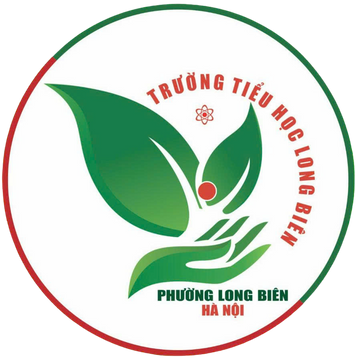 TRƯỜNG TIỂU HỌC LONG BIÊN
PHƯỜNG LONG BIÊN
HÀ NỘI